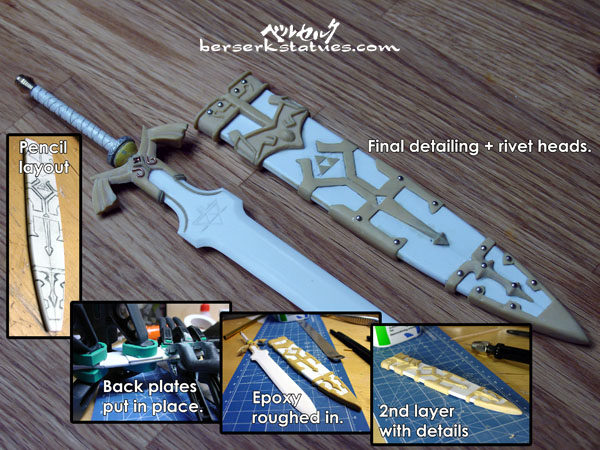 ベルセルク
berserkstatues.com
Final detailing + rivet heads.
Pencil
layout
Back plates
put in place.
Epoxy
roughed in.
2nd layer
with details